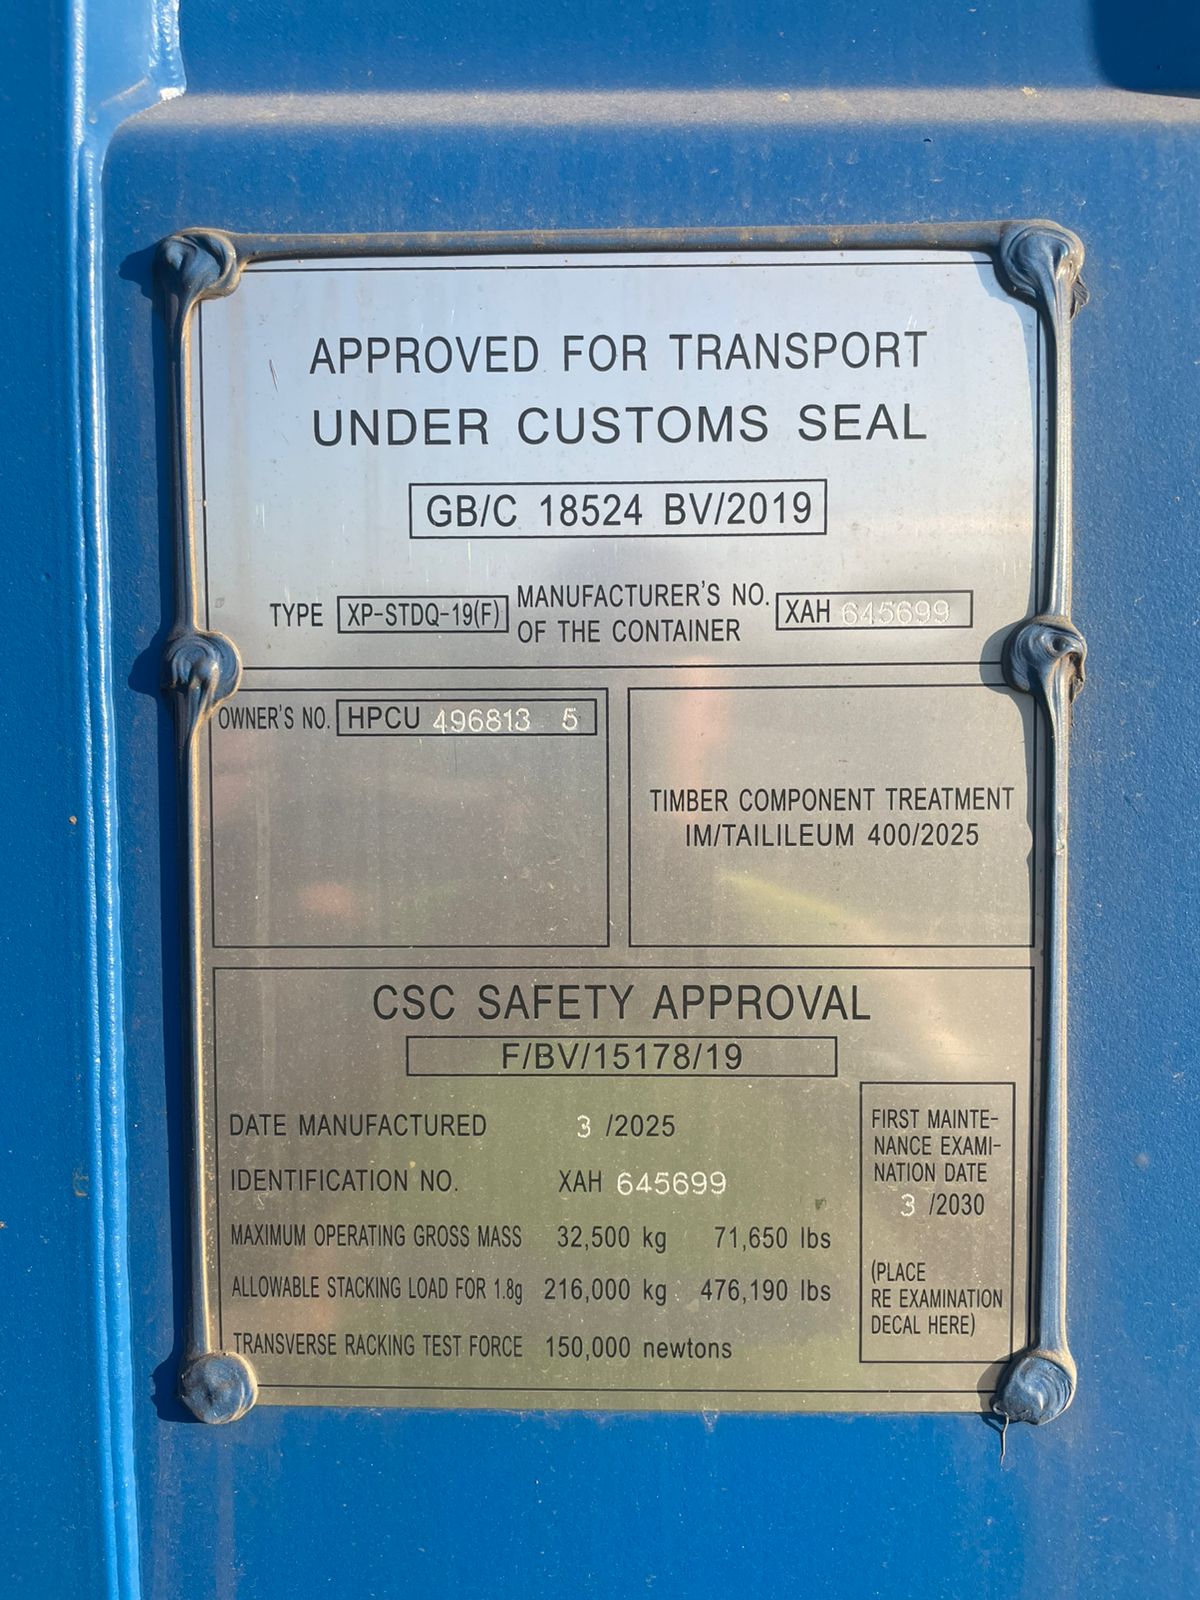 APPROVED FOR TRANSPORT
UNDER CUSTOMS SEAL
GB/C 18524 BV/2019
TYPE XP-STDQ-19(F) MANUFACTURER'S NO. OF THE CONTAINER XAH 645699
OWNER'S NO. HPCU 496813 5
TIMBER COMPONENT TREATMENT
IM/TAILILEUM 400/2025
CSC SAFETY APPROVAL
F/BV/15178/19
DATE MANUFACTURED 3 /2025
IDENTIFICATION NO. XAH 645699
MAXIMUM OPERATING GROSS MASS 32,500 kg 71,650 lbs
ALLOWABLE STACKING LOAD FOR 1.8g 216,000 kg 476,190 lbs
TRANSVERSE RACKING TEST FORCE 150,000 newtons
FIRST MAINTE-
NANCE EXAMI-
NATION DATE
3 /2030
(PLACE
RE EXAMINATION
DECAL HERE)